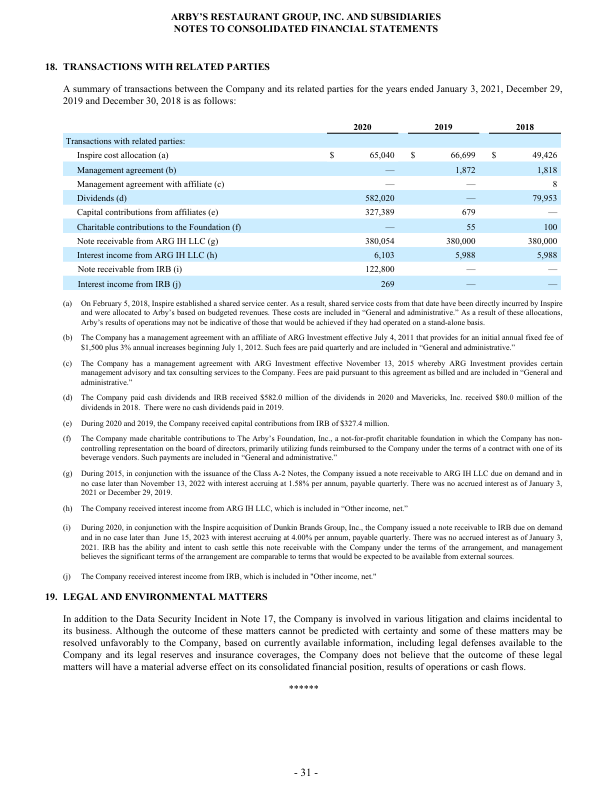 ARBY'S RESTAURANT GROUP, INC. AND SUBSIDIARIES
NOTES TO CONSOLIDATED FINANCIAL STATEMENTS
18. TRANSACTIONS WITH RELATED PARTIES
A summary of transactions between the Company and its related parties for the years ended January 3, 2021, December 29,
2019 and December 30, 2018 is as follows:
2020 2019 2018
Transactions with related parties:
Inspire cost allocation (a) $ 65,040 $ 66,699 $ 49,426
Management agreement (b) — 1,872 1,818
Management agreement with affiliate (c) — — 8
Dividends (d) 582,020 — 79,953
Capital contributions from affiliates (e) 327,389 679 —
Charitable contributions to the Foundation (f) — 55 100
Note receivable from ARG IH LLC (g) 380,054 380,000 380,000
Interest income from ARG IH LLC (h) 6,103 5,988 5,988
Note receivable from IRB (i) 122,800 — —
Interest income from IRB (j) 269 — —
(a) On February 5, 2018, Inspire established a shared service center. As a result, shared service costs from that date have been directly incurred by Inspire
and were allocated to Arby's based on budgeted revenues. These costs are included in “General and administrative.” As a result of these allocations,
Arby's results of operations may not be indicative of those that would be achieved if they had operated on a stand-alone basis.
(b) The Company has a management agreement with an affiliate of ARG Investment effective July 4, 2011 that provides for an initial annual fixed fee of
$1,500 plus 3% annual increases beginning July 1, 2012. Such fees are paid quarterly and are included in “General and administrative.”
(c) The Company has a management agreement with ARG Investment effective November 13, 2015 whereby ARG Investment provides certain
management advisory and tax consulting services to the Company. Fees are paid pursuant to this agreement as billed and are included in “General and
administrative.”
(d) The Company paid cash dividends and IRB received $582.0 million of the dividends in 2020 and Mavericks, Inc. received $80.0 million of the
dividends in 2018. There were no cash dividends paid in 2019.
(e) During 2020 and 2019, the Company received capital contributions from IRB of $327.4 million.
(f) The Company made charitable contributions to The Arby's Foundation, Inc., a not-for-profit charitable foundation in which the Company has non-
controlling representation on the board of directors, primarily utilizing funds reimbursed to the Company under the terms of a contract with one of its
beverage vendors. Such payments are included in “General and administrative.”
(g) During 2015, in conjunction with the issuance of the Class A-2 Notes, the Company issued a note receivable to ARG IH LLC due on demand and in
no case later than November 13, 2022 with interest accruing at 1.58% per annum, payable quarterly. There was no accrued interest as of January 3,
2021 or December 29, 2019.
(h) The Company received interest income from ARG IH LLC, which is included in “Other income, net.”
(i) During 2020, in conjunction with the Inspire acquisition of Dunkin Brands Group, Inc., the Company issued a note receivable to IRB due on demand
and in no case later than June 15, 2023 with interest accruing at 4.00% per annum, payable quarterly. There was no accrued interest as of January 3,
2021. IRB has the ability and intent to cash settle this note receivable with the Company under the terms of the arrangement, and management
believes the significant terms of the arrangement are comparable to terms that would be expected to be available from external sources.
(j) The Company received interest income from IRB, which is included in "Other income, net."
19. LEGAL AND ENVIRONMENTAL MATTERS
In addition to the Data Security Incident in Note 17, the Company is involved in various litigation and claims incidental to
its business. Although the outcome of these matters cannot be predicted with certainty and some of these matters may be
resolved unfavorably to the Company, based on currently available information, including legal defenses available to the
Company and its legal reserves and insurance coverages, the Company does not believe that the outcome of these legal
matters will have a material adverse effect on its consolidated financial position, results of operations or cash flows.
******
- 31 -